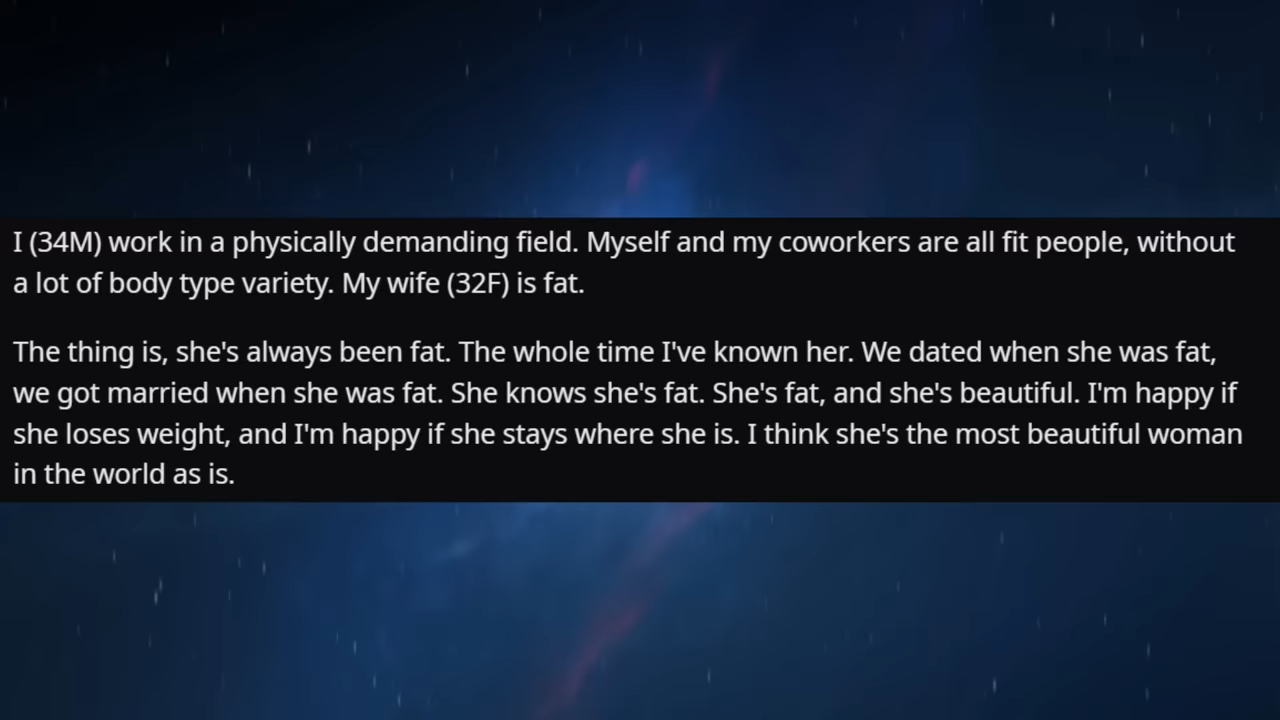 I (34M) work in a physically demanding field. Myself and my coworkers are all fit people, without
a lot of body type variety. My wife (32F) is fat.
The thing is, she's always been fat. The whole time I've known her. We dated when she was fat,
we got married when she was fat. She knows she's fat. She's fat, and she's beautiful. I'm happy if
she loses weight, and I'm happy if she stays where she is. I think she's the most beautiful woman
in the world as is.